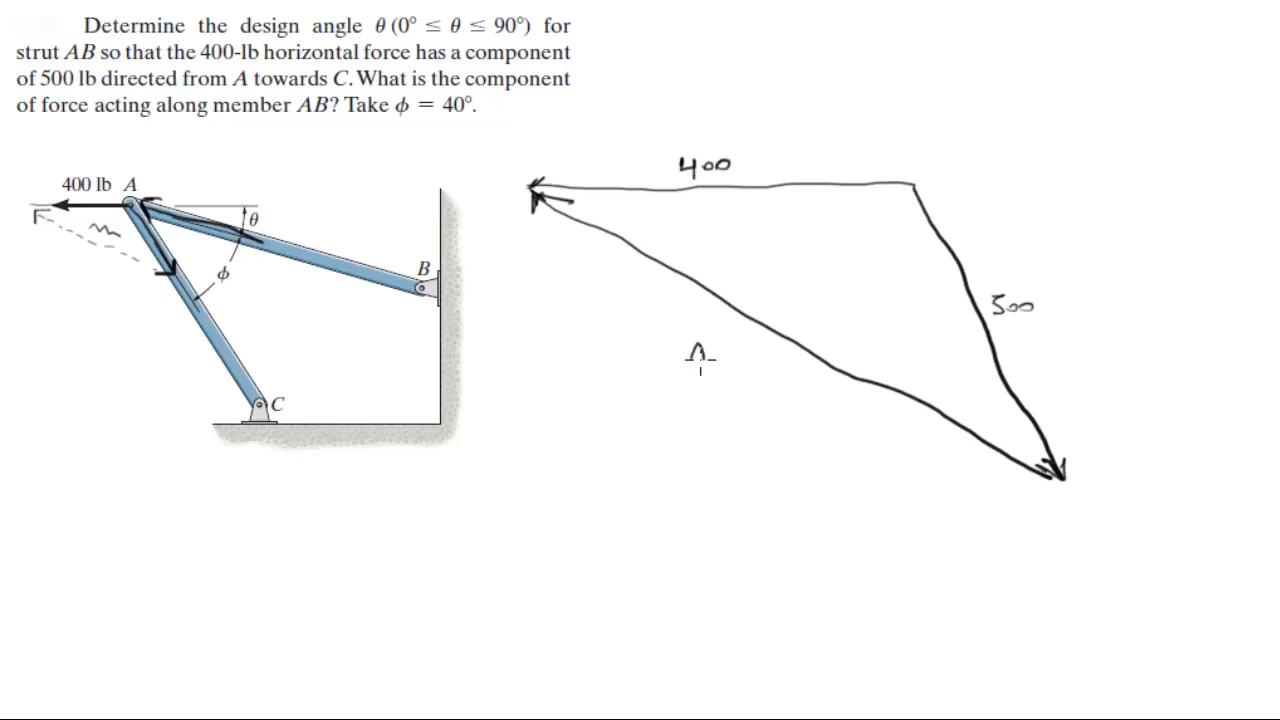 Determine the design angle θ (0° ≤ θ ≤ 90°) for
strut AB so that the 400-lb horizontal force has a component
of 500 lb directed from A towards C. What is the component
of force acting along member AB? Take ϕ = 40°.
400
400 lb A
θ
B
ϕ
500
C